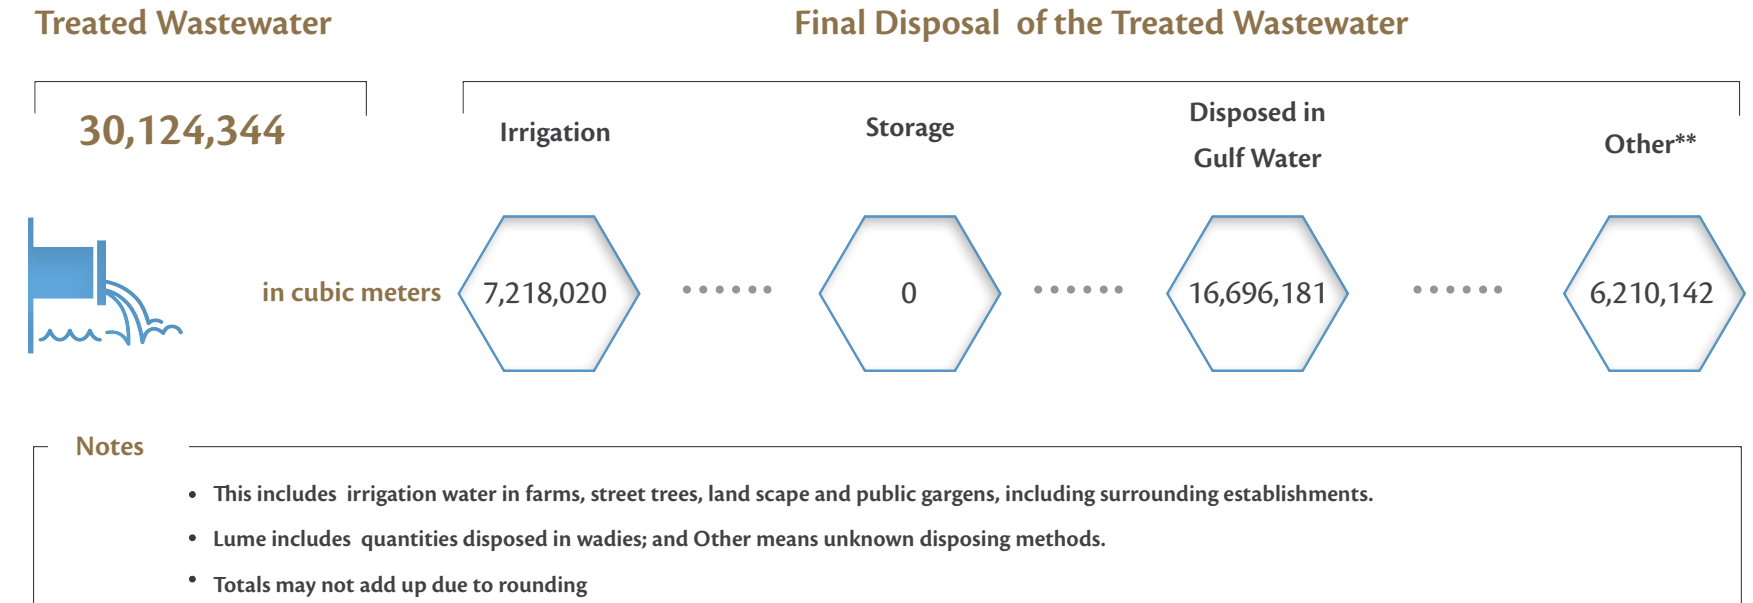 Treated Wastewater
Final Disposal of the Treated Wastewater
30,124,344
Irrigation
Storage
Disposed in
Gulf Water
Other**
in cubic meters
7,218,020
0
16,696,181
6,210,142
Notes
• This includes irrigation water in farms, street trees, land scape and public gargens, including surrounding establishments.
• Lume includes quantities disposed in wadies; and Other means unknown disposing methods.
• Totals may not add up due to rounding